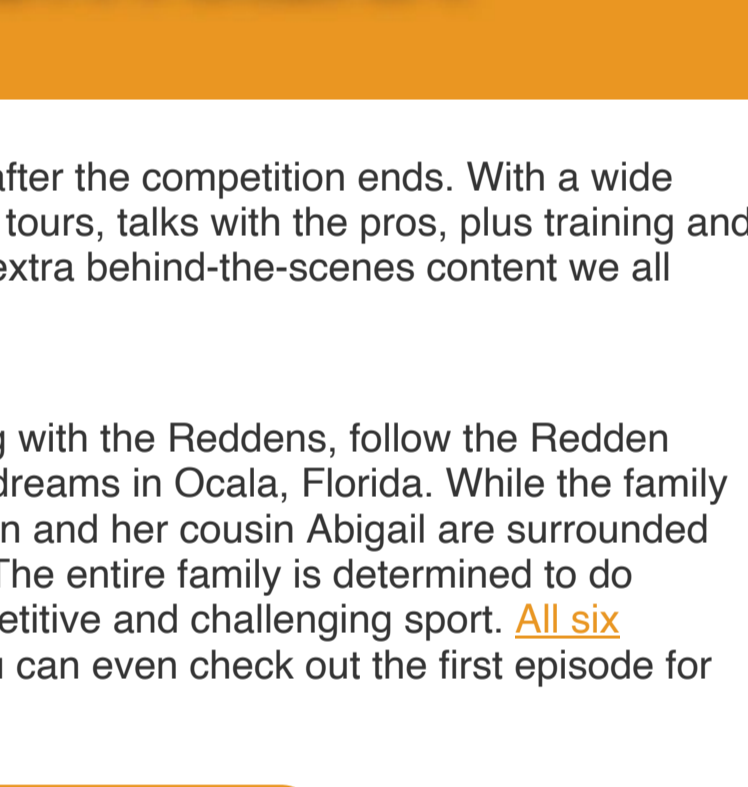 after the competition ends. With a wide
tours, talks with the pros, plus training and
extra behind-the-scenes content we all
with the Reddens, follow the Redden
dreams in Ocala, Florida. While the family
and her cousin Abigail are surrounded
The entire family is determined to do
etitive and challenging sport. All six
can even check out the first episode for